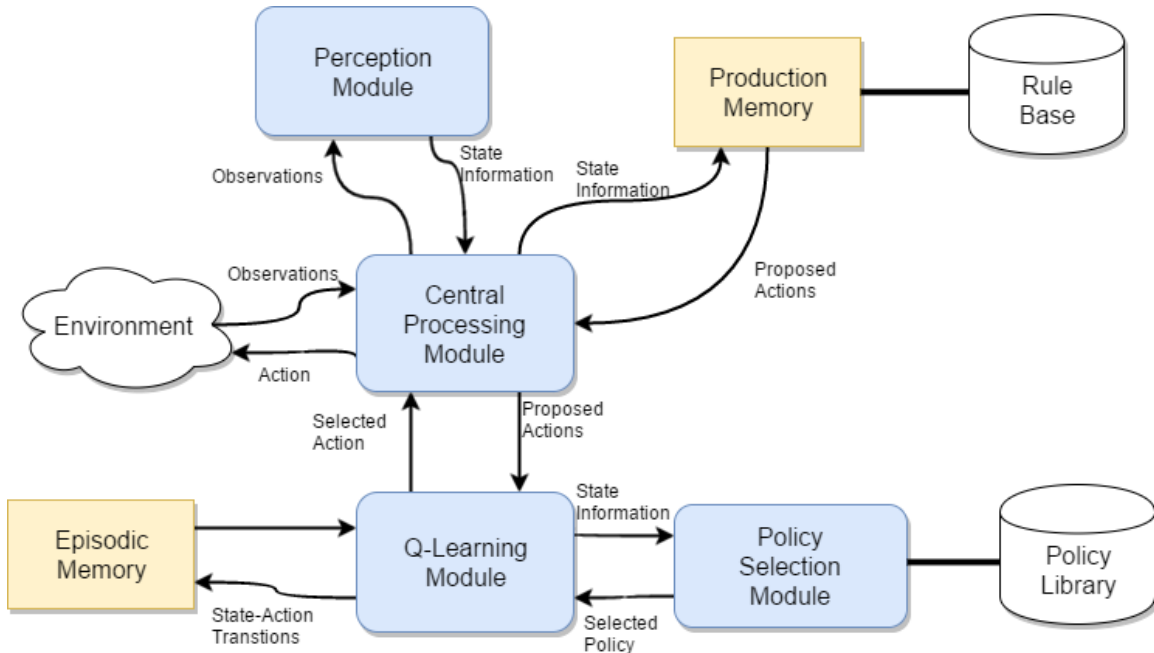 Perception
Module
Production
Memory
Rule
Base
Observations
State
Information
State
Information
Observations
Environment
Central
Processing
Module
Proposed
Actions
Action
Selected
Action
Proposed
Actions
Episodic
Memory
Q-Learning
Module
State
Information
Policy
Selection
Module
Policy
Library
State-Action
Transtions
Selected
Policy